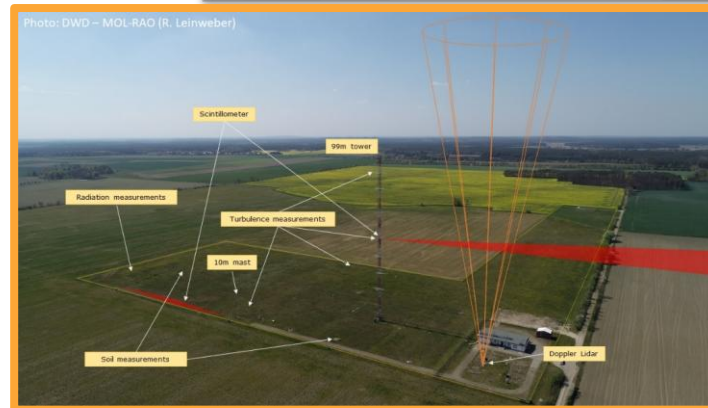 Photo: DWD – MOL-RAO (R. Leinweber)
Scintillometer
99m tower
Radiation measurements
Turbulence measurements
10m mast
Soil measurements
Doppler Lidar